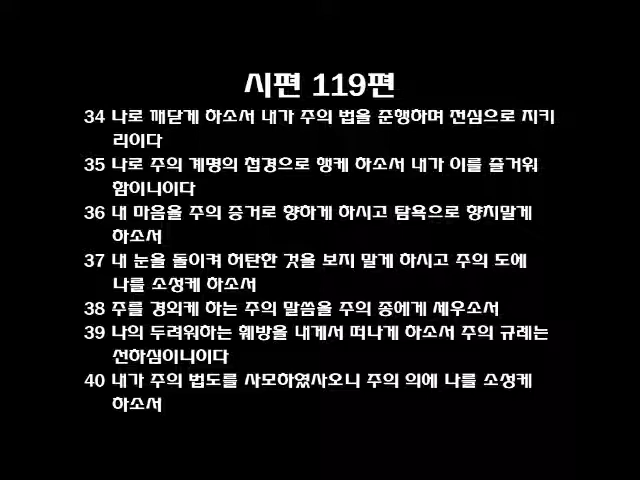 시편 119편
34 나로 깨닫게 하소서 내가 주의 법을 준행하며 전심으로 지키
리이다
35 나로 주의 계명의 첩경으로 행케 하소서 내가 이를 즐거워
함이니이다
36 내 마음을 주의 증거로 향하게 하시고 탐욕으로 향치말게
하소서
37 내 눈을 돌이켜 허탄한 것을 보지 말게 하시고 주의 도에
나를 소성케 하소서
38 주를 경외케 하는 주의 말씀을 주의 종에게 세우소서
39 나의 두려워하는 훼방을 내게서 떠나게 하소서 주의 규례는
선하심이니이다
40 내가 주의 법도를 사모하였사오니 주의 의에 나를 소성케
하소서